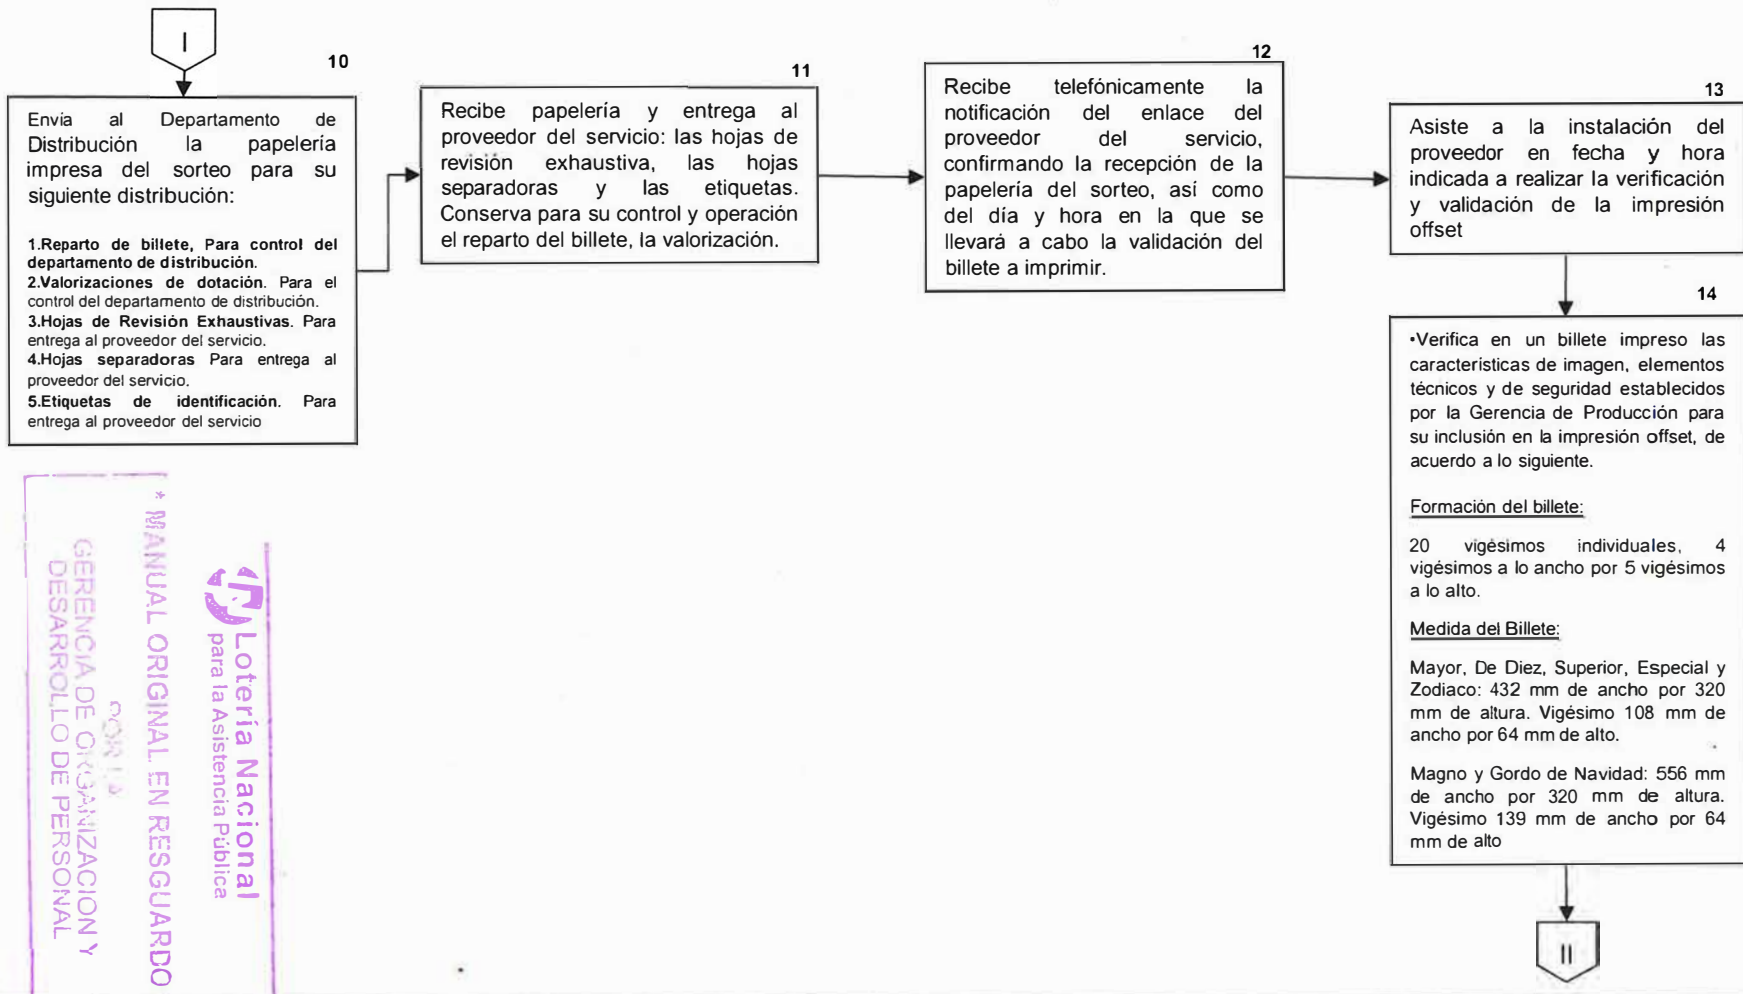 I
10
Envia al Departamento de
Distribución la papelería
impresa del sorteo para su
siguiente distribución:
1.Reparto de billete, Para control del
departamento de distribución.
2.Valorizaciones de dotación. Para el
control del departamento de distribución.
3.Hojas de Revisión Exhaustivas. Para
entrega al proveedor del servicio.
4.Hojas separadoras Para entrega al
proveedor del servicio.
5.Etiquetas de identificación. Para
entrega al proveedor del servicio
11
Recibe papelería y entrega al
proveedor del servicio: las hojas de
revisión exhaustiva, las hojas
separadoras y las etiquetas.
Conserva para su control y operación
el reparto del billete, la valorización.
12
Recibe telefónicamente la
notificación del enlace del
proveedor del servicio,
confirmando la recepción de la
papelería del sorteo, así como
del día y hora en la que se
llevará a cabo la validación del
billete a imprimir.
13
Asiste a la instalación del
proveedor en fecha y hora
indicada a realizar la verificación
y validación de la impresión
offset
14
•Verifica en un billete impreso las
características de imagen, elementos
técnicos y de seguridad establecidos
por la Gerencia de Producción para
su inclusión en la impresión offset, de
acuerdo a lo siguiente.
Formación del billete:
20 vigésimos individuales, 4
vigésimos a lo ancho por 5 vigésimos
a lo alto.
Medida del Billete:
Mayor, De Diez, Superior, Especial y
Zodiaco: 432 mm de ancho por 320
mm de altura. Vigésimo 108 mm de
ancho por 64 mm de alto.
Magno y Gordo de Navidad: 556 mm
de ancho por 320 mm de altura.
Vigésimo 139 mm de ancho por 64
mm de alto
II
Lotería Nacional
para la Asistencia Pública
* MANUAL ORIGINAL EN RESGUARDO
POR LA
GERENCIA DE ORGANIZACION Y
DESARROLLO DE PERSONAL